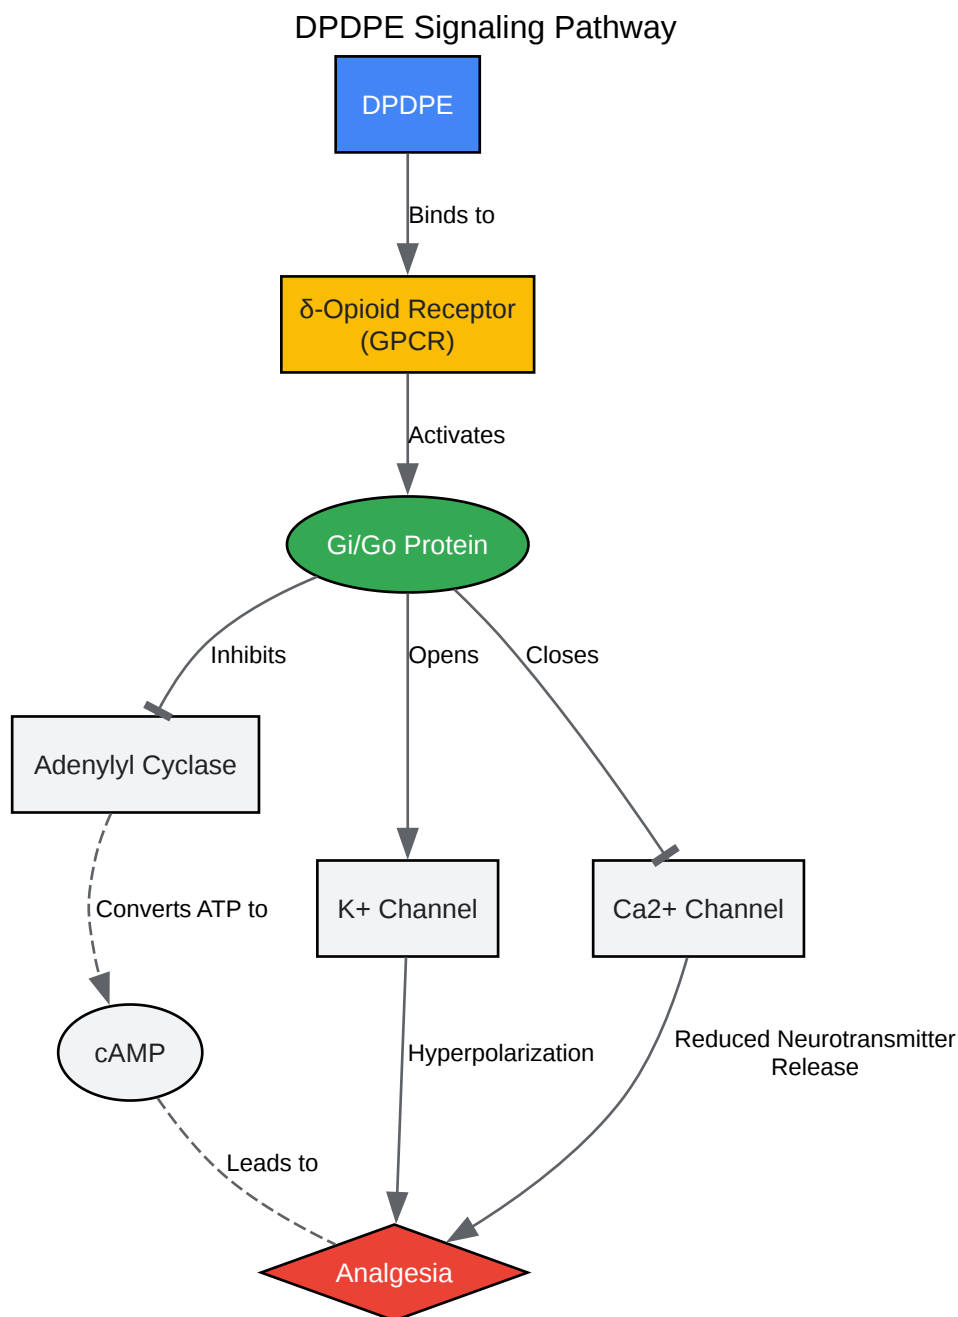 DPDPE Signaling Pathway
DPDPE
Binds to
δ-Opioid Receptor
(GPCR)
Activates
Gi/Go Protein
Inhibits
Opens
Closes
Adenylyl Cyclase
Converts ATP to
K+ Channel
Ca2+ Channel
cAMP
Hyperpolarization
Reduced Neurotransmitter
Release
Leads to
Analgesia